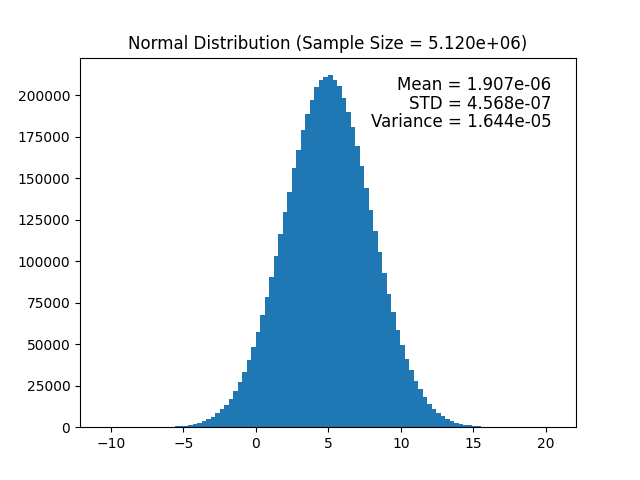 Normal Distribution (Sample Size = 5.120e+06)
Mean = 1.907e-06
STD = 4.568e-07
Variance = 1.644e-05
200000
175000
150000
125000
100000
75000
50000
25000
0
−10 −5 0 5 10 15 20